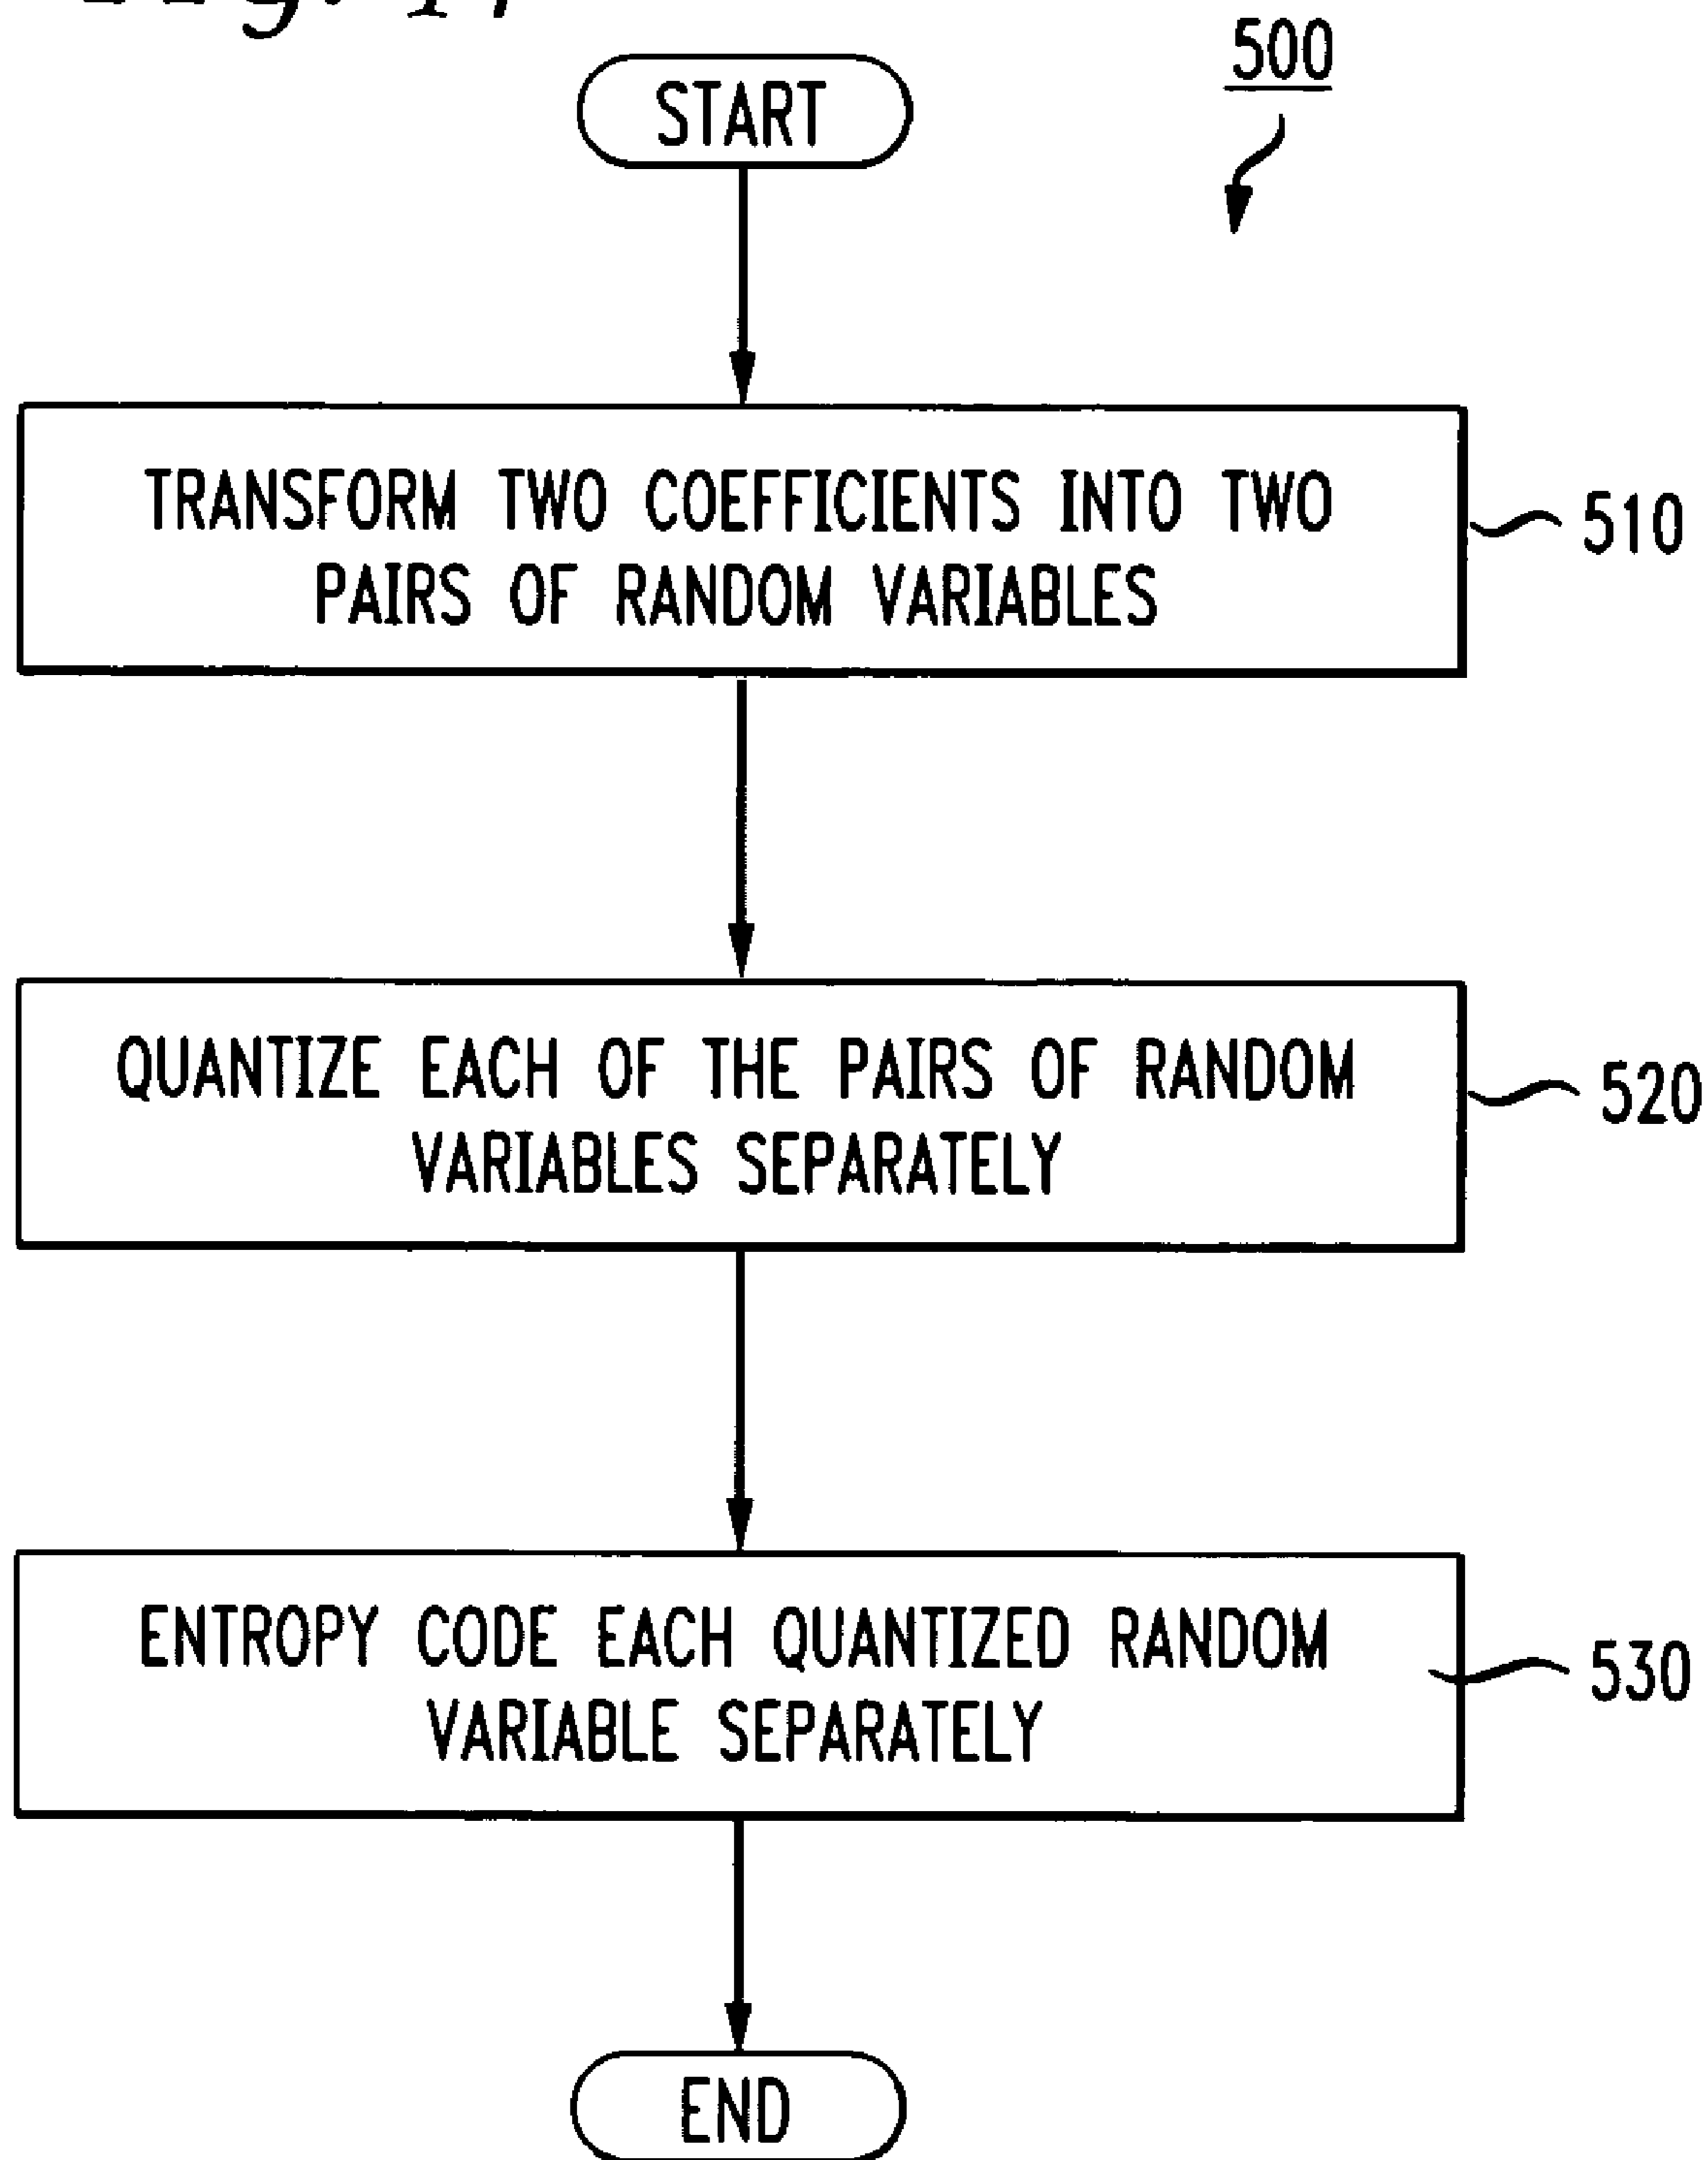 500
START
TRANSFORM TWO COEFFICIENTS INTO TWO
PAIRS OF RANDOM VARIABLES
510
QUANTIZE EACH OF THE PAIRS OF RANDOM
VARIABLES SEPARATELY
520
ENTROPY CODE EACH QUANTIZED RANDOM
VARIABLE SEPARATELY
530
END